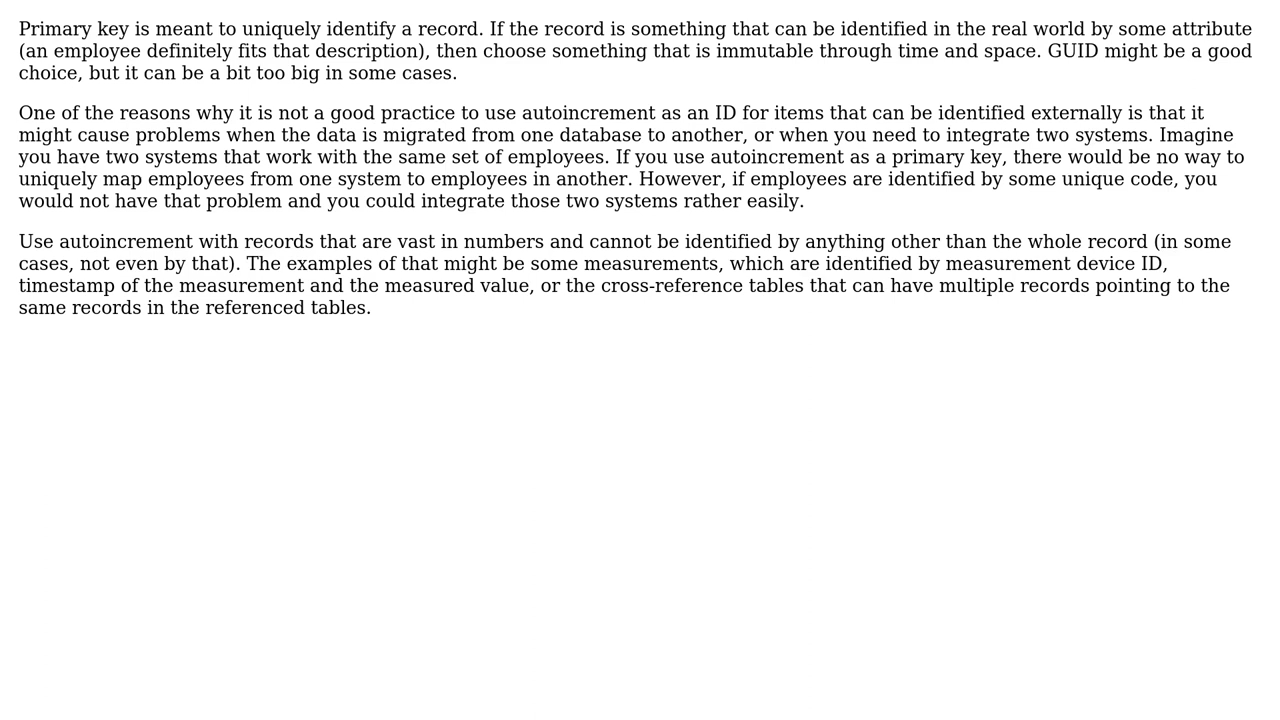 Primary key is meant to uniquely identify a record. If the record is something that can be identified in the real world by some attribute
(an employee definitely fits that description), then choose something that is immutable through time and space. GUID might be a good
choice, but it can be a bit too big in some cases.
One of the reasons why it is not a good practice to use autoincrement as an ID for items that can be identified externally is that it
might cause problems when the data is migrated from one database to another, or when you need to integrate two systems. Imagine
you have two systems that work with the same set of employees. If you use autoincrement as a primary key, there would be no way to
uniquely map employees from one system to employees in another. However, if employees are identified by some unique code, you
would not have that problem and you could integrate those two systems rather easily.
Use autoincrement with records that are vast in numbers and cannot be identified by anything other than the whole record (in some
cases, not even by that). The examples of that might be some measurements, which are identified by measurement device ID,
timestamp of the measurement and the measured value, or the cross-reference tables that can have multiple records pointing to the
same records in the referenced tables.